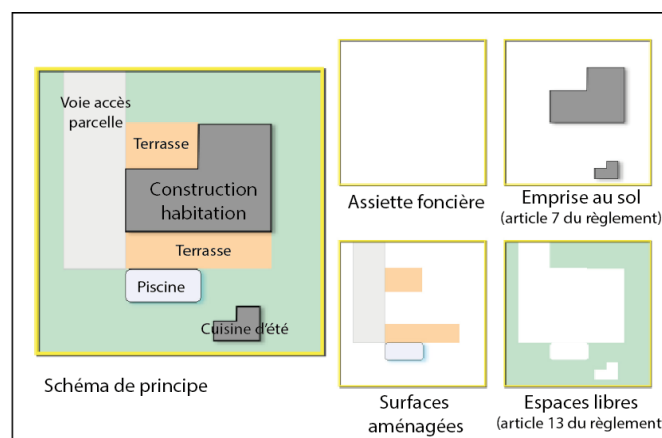 Voie accès
parcelle
Terrasse
Construction
habitation
Terrasse
Piscine
Cuisine d'été
Schéma de principe
Assiette foncière
Emprise au sol
(article 7 du règlement)
Surfaces
aménagées
Espaces libres
(article 13 du règlement